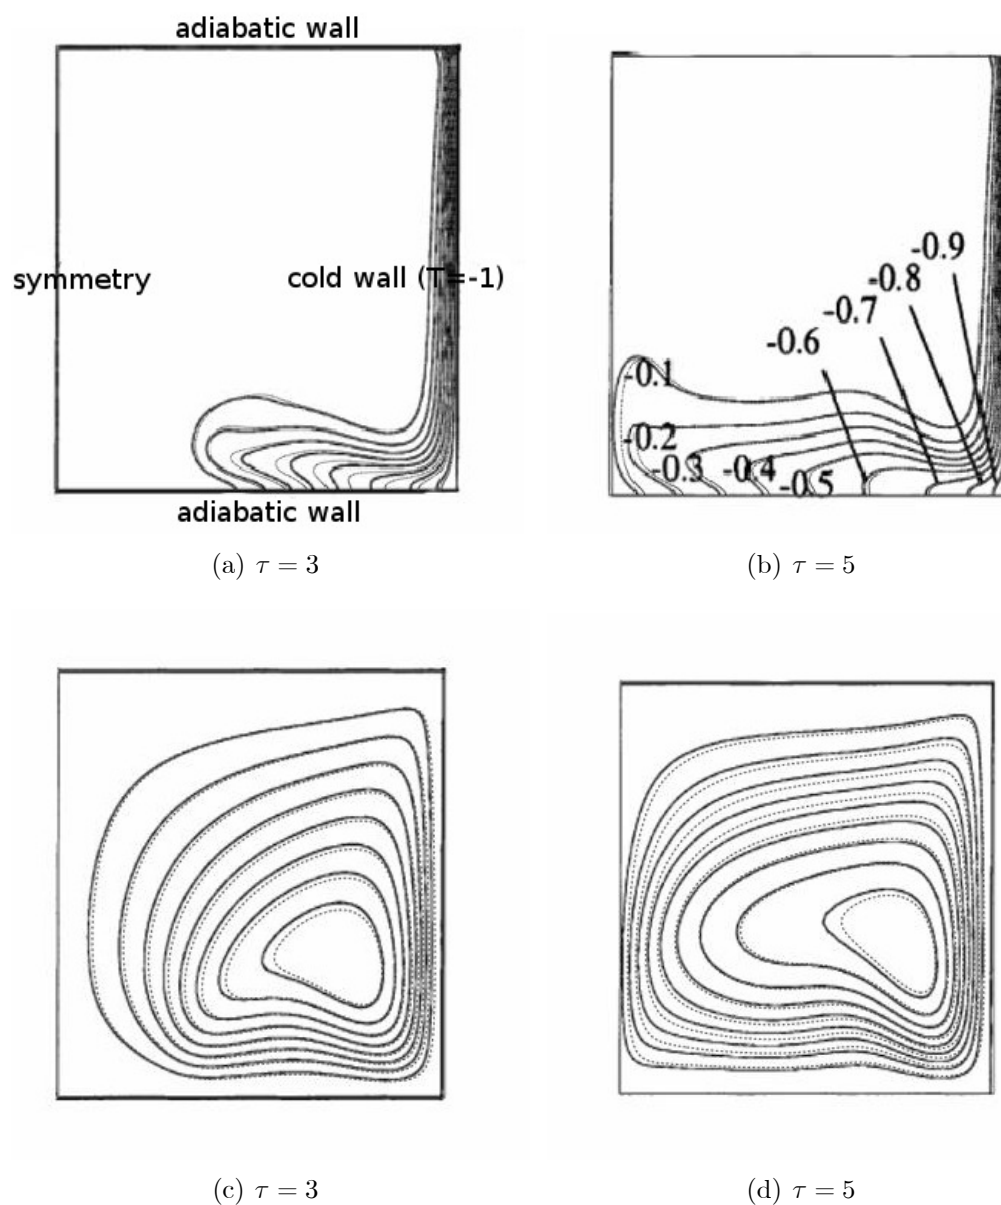 adiabatic wall
symmetry
cold wall (T=-1)
adiabatic wall
(a) τ = 3
-0.9
-0.8
-0.7
-0.6
-0.1
-0.2
-0.3
-0.4
-0.5
(b) τ = 5
(c) τ = 3
(d) τ = 5